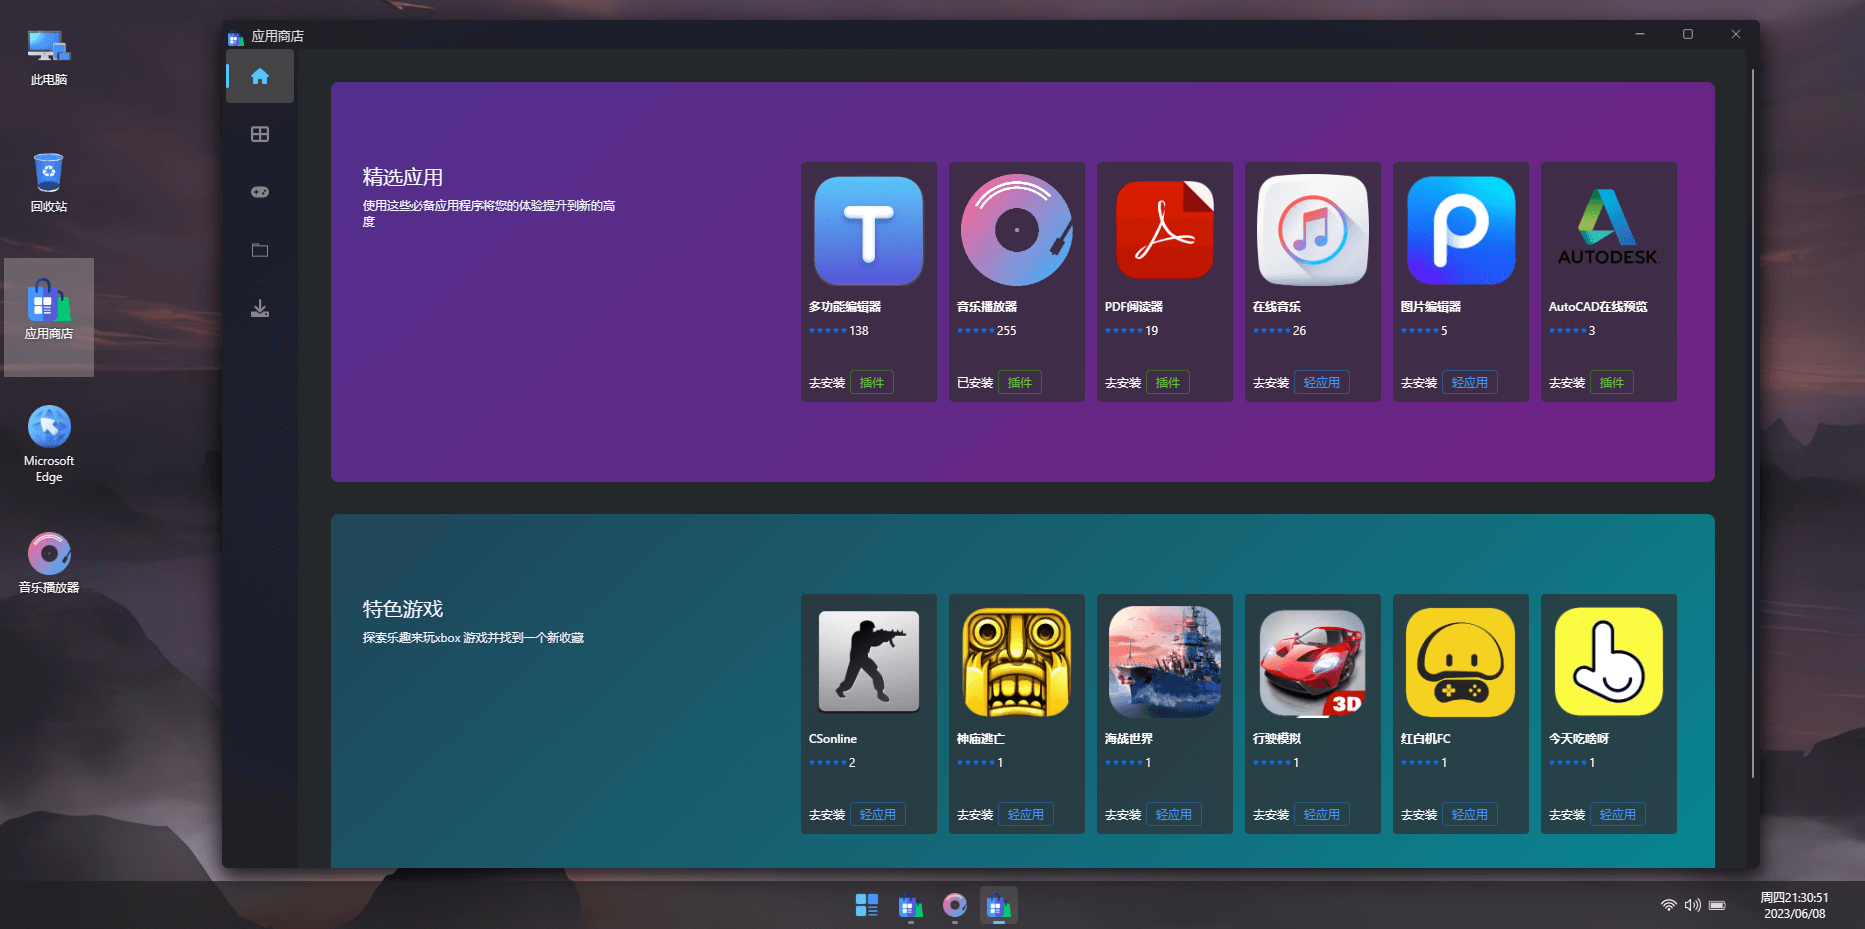 此电脑
回收站
应用商店
Microsoft
Edge
音乐播放器
应用商店
精选应用
使用这些必备应用程序将您的体验提升到新的高
度
T
多功能编辑器
★★★★★138
去安装 插件
音乐播放器
★★★★★255
已安装 插件
PDF阅读器
★★★★★19
去安装 插件
在线音乐
★★★★★26
去安装 轻应用
图片编辑器
★★★★★5
去安装 轻应用
AUTODESK.
AutoCAD在线预览
★★★★★3
去安装 插件
特色游戏
探索乐趣来玩xbox 游戏并找到一个新收藏
CSonline
★★★★★2
去安装 轻应用
神庙逃亡
★★★★★1
去安装 轻应用
海战世界
★★★★★1
去安装 轻应用
3D
行驶模拟
★★★★★1
去安装 轻应用
红白机FC
★★★★★1
去安装 轻应用
今天吃啥呀
★★★★★1
去安装 轻应用
周四21:30:51
2023/06/08